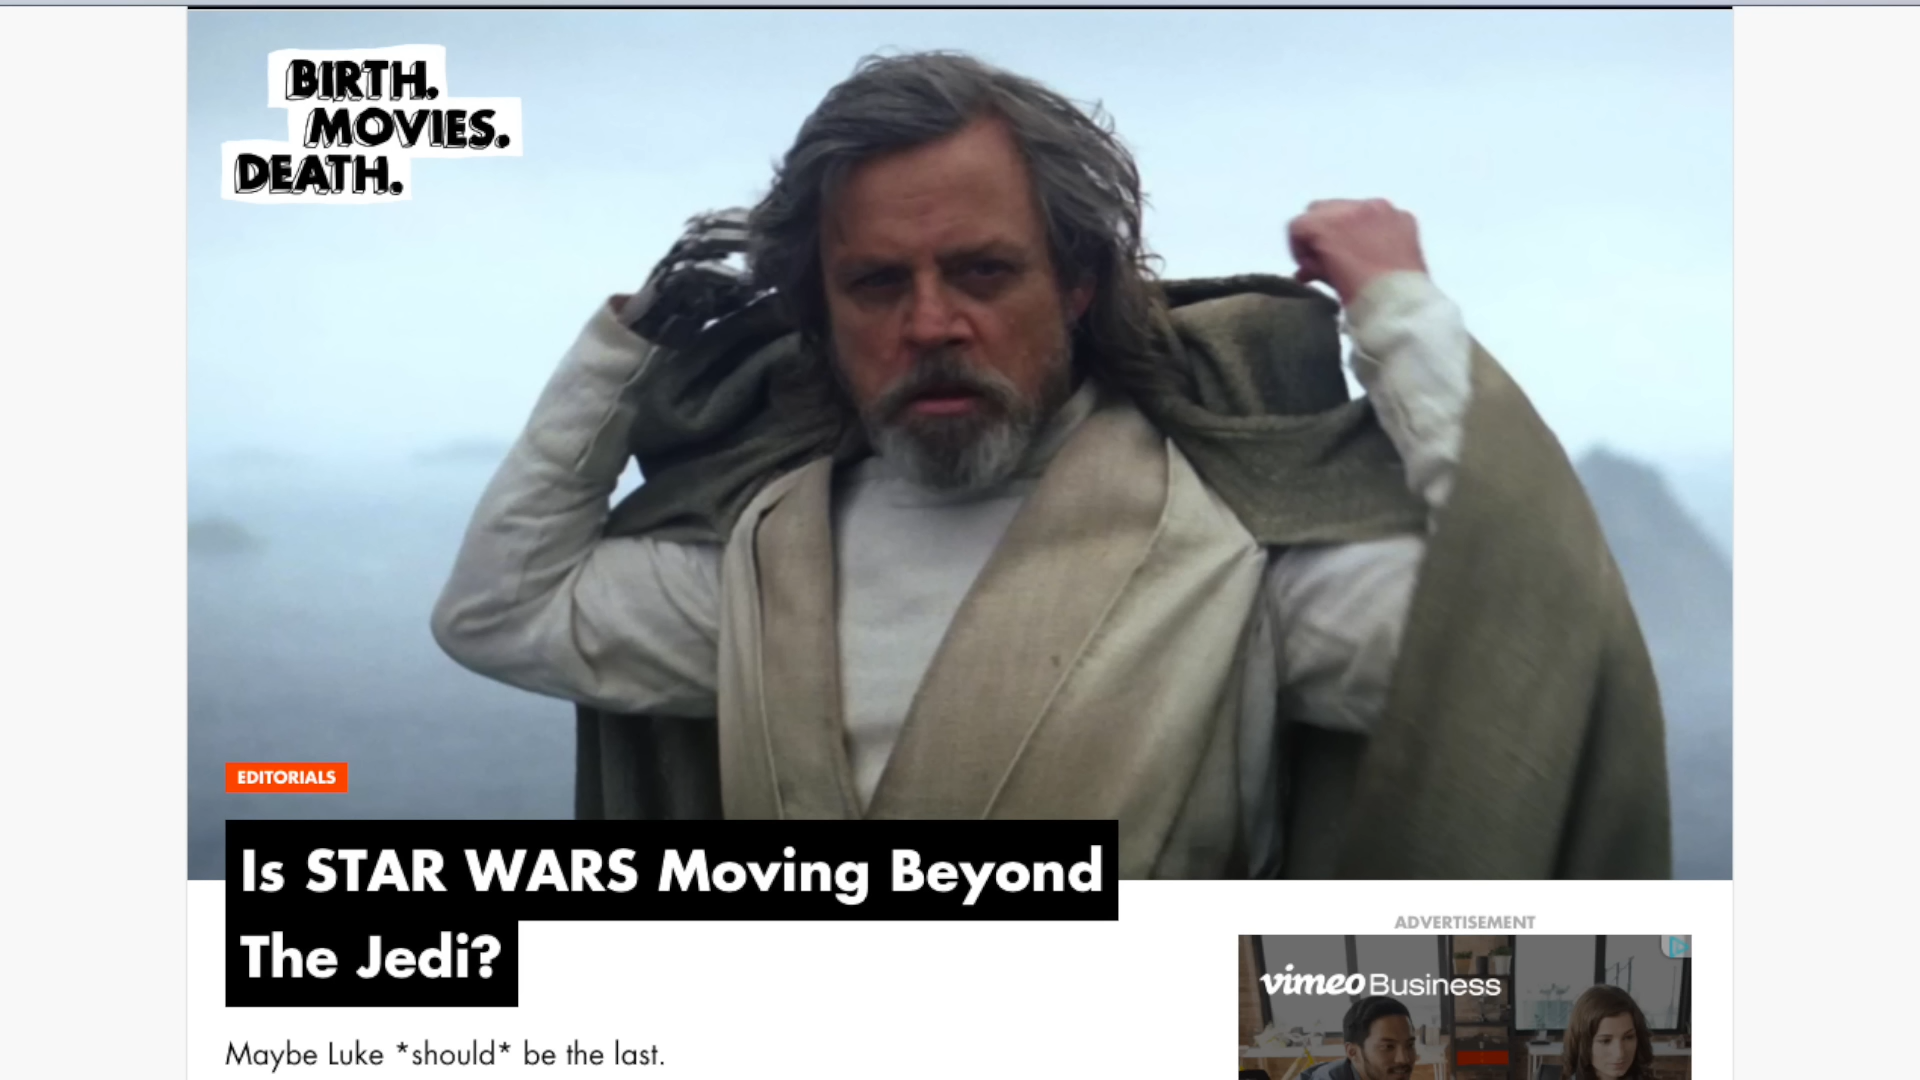 BIRTH.
MOVIES.
DEATH.
EDITORIALS
Is STAR WARS Moving Beyond
The Jedi?
ADVERTISEMENT
vimeo Business
Maybe Luke *should* be the last.